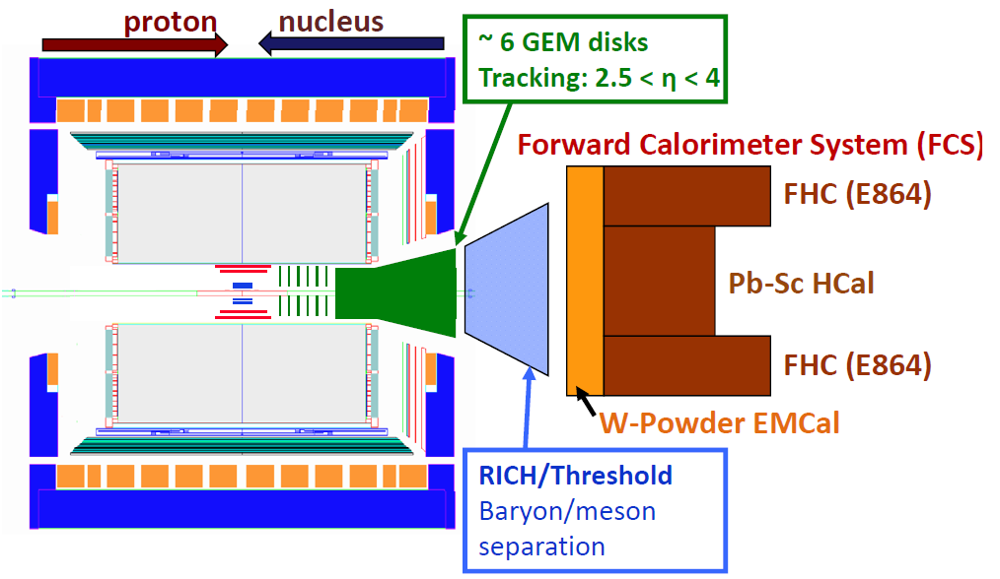 proton
nucleus
~ 6 GEM disks
Tracking: 2.5 < η < 4
Forward Calorimeter System (FCS)
FHC (E864)
Pb-Sc HCal
FHC (E864)
W-Powder EMCal
RICH/Threshold
Baryon/meson
separation